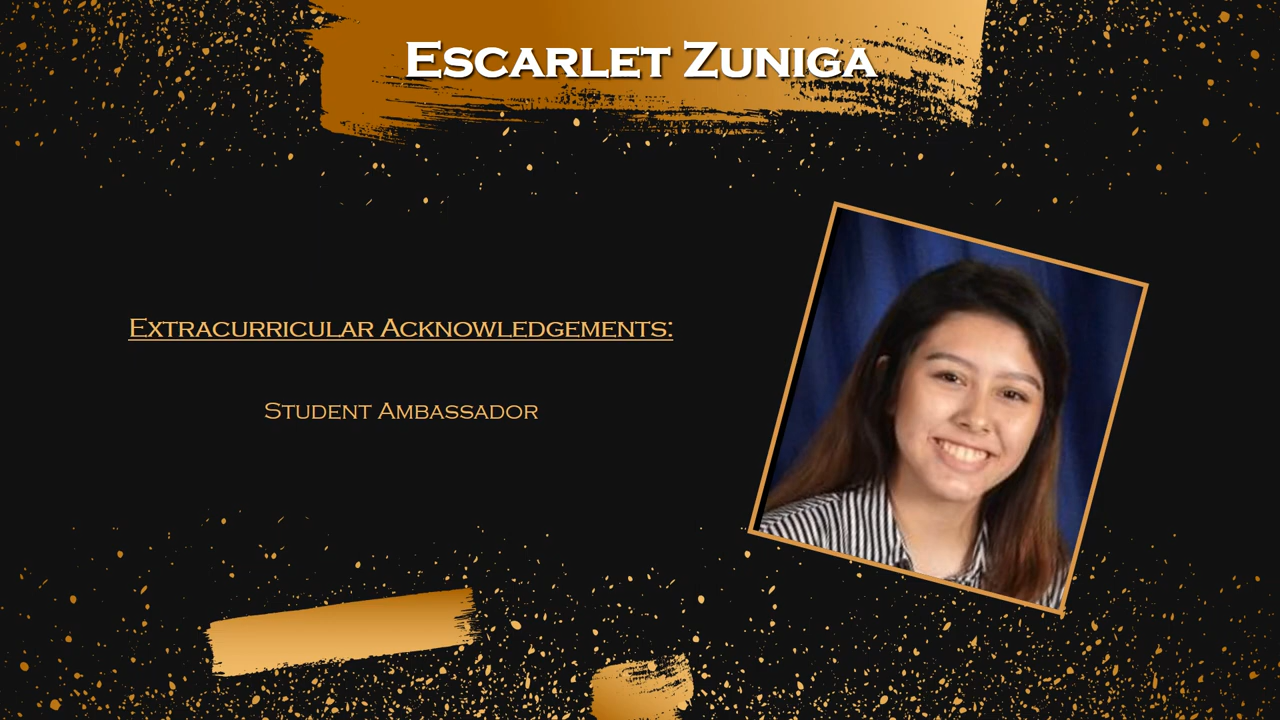 Escarlet Zuniga
Extracurricular Acknowledgements:
Student Ambassador